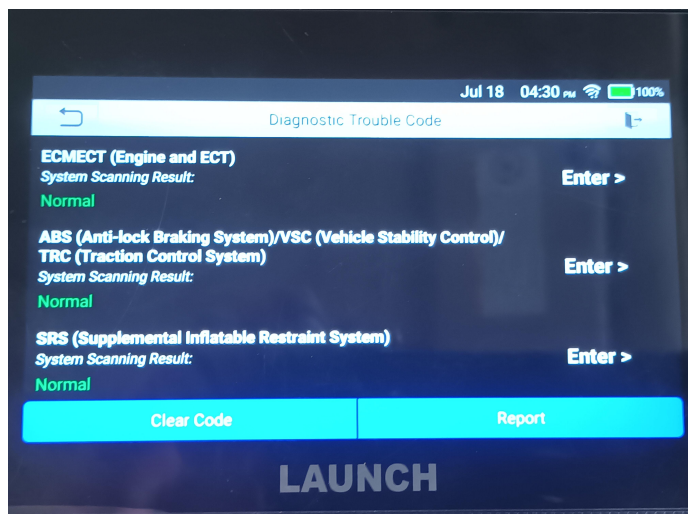 Jul 18 04:30 PM 100%
Diagnostic Trouble Code
ECMECT (Engine and ECT)
System Scanning Result:
Enter >
Normal
ABS (Anti-lock Braking System)/VSC (Vehicle Stability Control)/
TRC (Traction Control System)
System Scanning Result:
Enter >
Normal
SRS (Supplemental Inflatable Restraint System)
System Scanning Result:
Enter >
Normal
Clear Code Report
LAUNCH